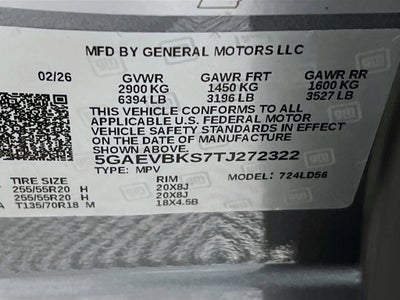 MFD BY GENERAL MOTORS LLC
02/26 GVWR GAWR FRT GAWR RR
2900 KG 1450 KG 1600 KG
6394 LB 3196 LB 3527 LB
THIS VEHICLE CONFORMS TO ALL
APPLICABLE U.S. FEDERAL MOTOR
VEHICLE SAFETY STANDARDS IN EFFECT
ON THE DATE OF MANUFACTURE
SHOWN ABOVE.
5GAEVBKS7TJ272322
TYPE: MPV MODEL: 724LD56
TIRE SIZE RIM
255/55R20 H 20X8J
255/55R20 H 20X8J
T135/70R18 M 18X4.5B